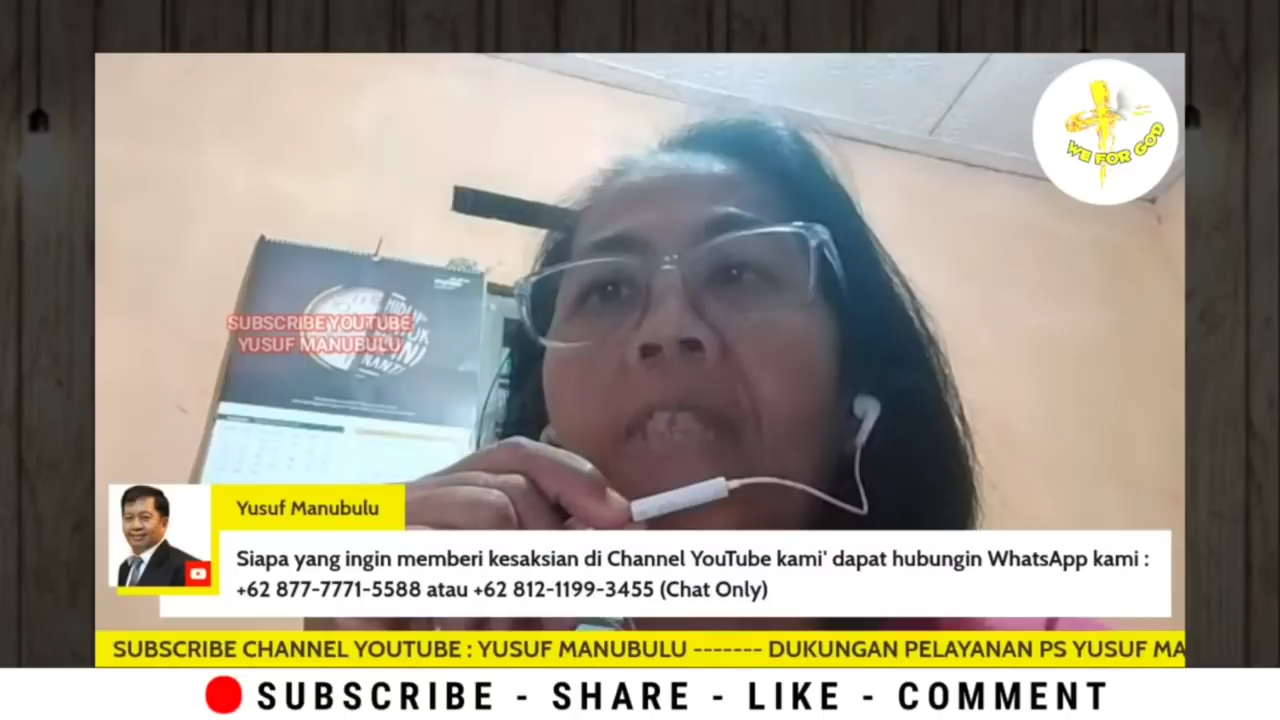 WE FOR GOD
SUBSCRIBE YOUTUBE
YUSUF MANUBULU
Yusuf Manubulu
Siapa yang ingin memberi kesaksian di Channel YouTube kami' dapat hubungin WhatsApp kami :
+62 877-7771-5588 atau +62 812-1199-3455 (Chat Only)
SUBSCRIBE CHANNEL YOUTUBE : YUSUF MANUBULU ------- DUKUNGAN PELAYANAN PS YUSUF MA
SUBSCRIBE - SHARE - LIKE - COMMENT